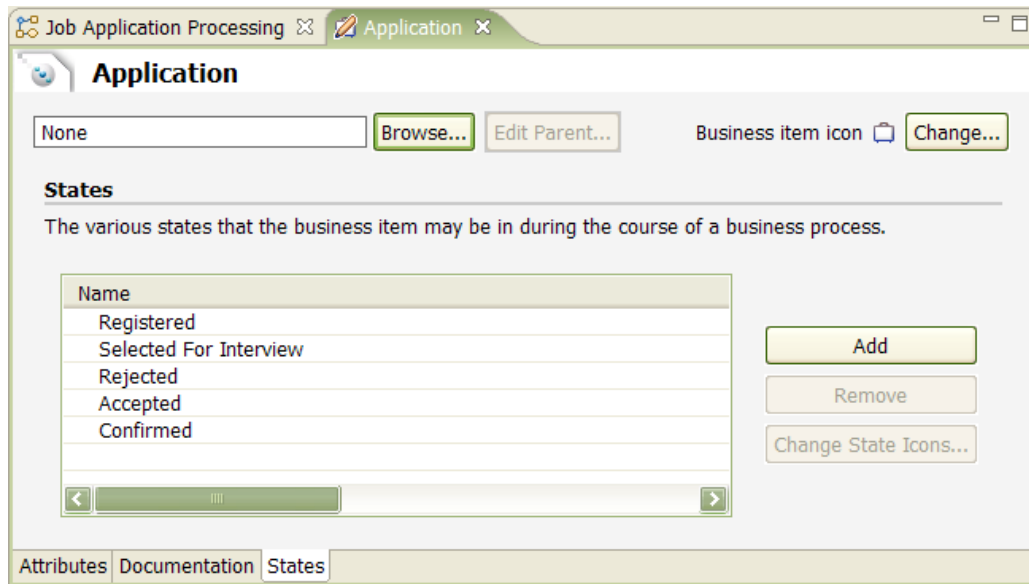 Job Application Processing Application
Application
None Browse... Edit Parent... Business item icon Change...
States
The various states that the business item may be in during the course of a business process.
Name
Registered
Selected For Interview
Rejected
Accepted
Confirmed
Add
Remove
Change State Icons...
Attributes Documentation States